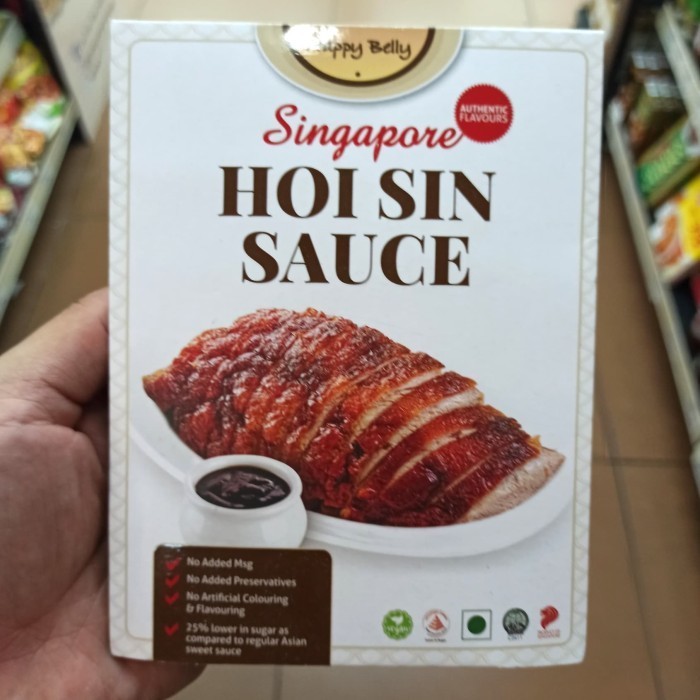 Belly
Singapore
AUTHENTIC
FLAVOURS
HOI SIN
SAUCE
No Added Msg
No Added Preservatives
No Artificial Colouring
& Flavouring
25% lower in sugar as
compared to regular Asian
sweet sauce